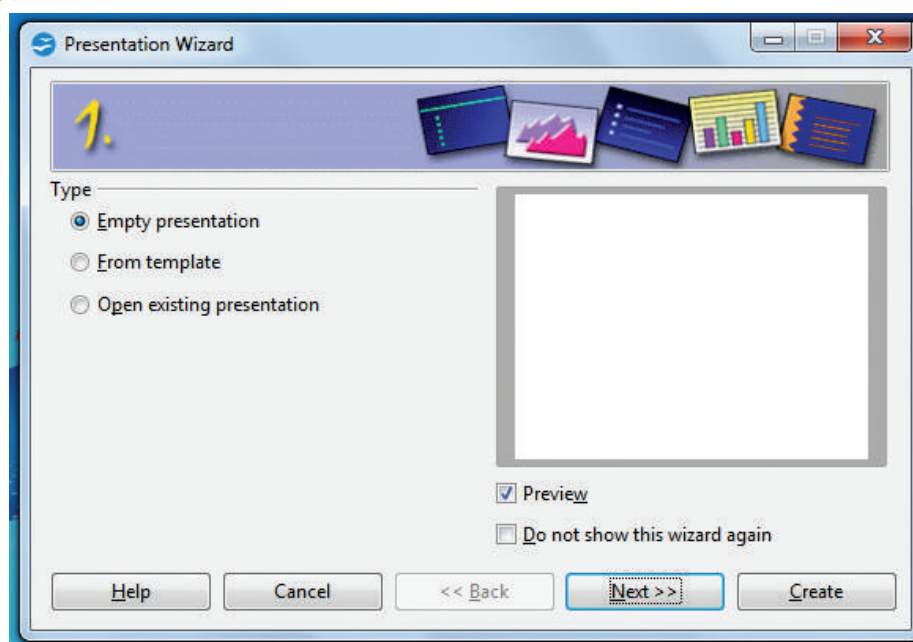 Presentation Wizard
1.
Type
Empty presentation
From template
Open existing presentation
Preview
Do not show this wizard again
Help
Cancel
<< Back
Next >>
Create